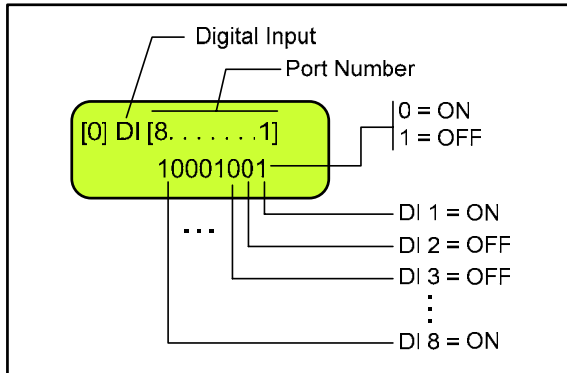 Digital Input
Port Number
[0] DI [8. . . . . . .1]
10001001
0 = ON
1 = OFF
DI 1 = ON
DI 2 = OFF
DI 3 = OFF
DI 8 = ON